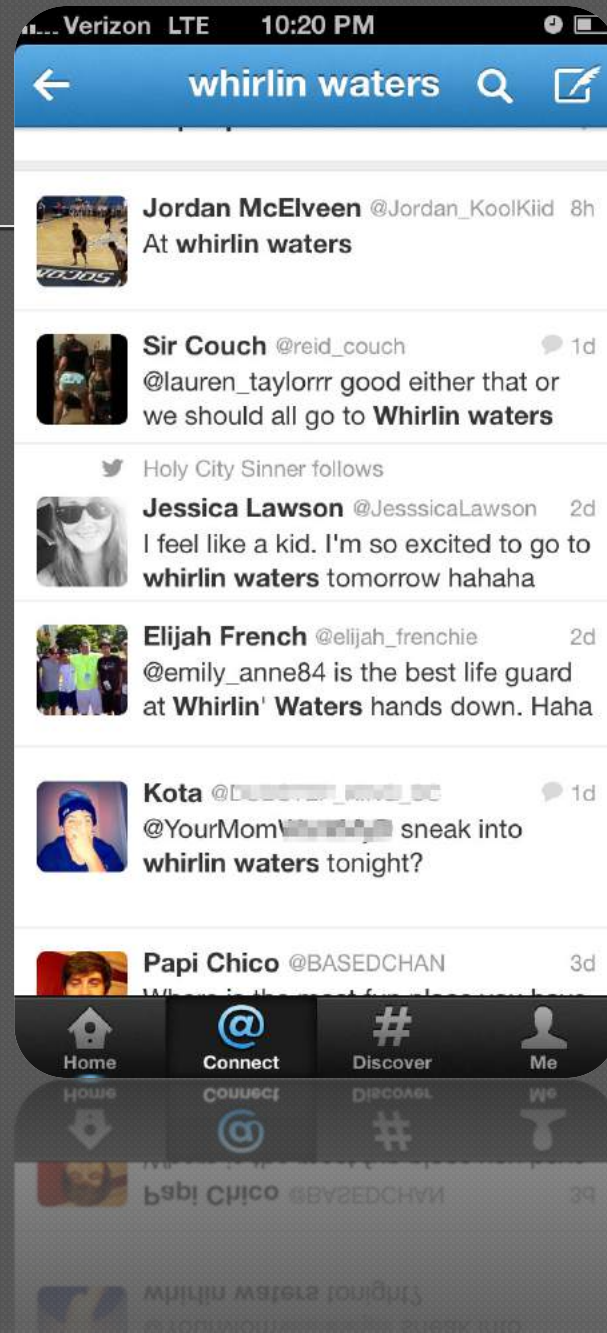 Verizon LTE 10:20 PM
whirlin waters
Jordan McElveen @Jordan_KoolKiid 8h
At whirlin waters
Sir Couch @reid_couch 1d
@lauren_taylorrr good either that or
we should all go to Whirlin waters
Holy City Sinner follows
Jessica Lawson @JesssicaLawson 2d
I feel like a kid. I'm so excited to go to
whirlin waters tomorrow hahaha
Elijah French @elijah_frenchie 2d
@emily_anne84 is the best life guard
at Whirlin' Waters hands down. Haha
Kota 1d
sneak into
whirlin waters tonight?
Papi Chico @BASEDCHAN 3d
Home Connect Discover Me